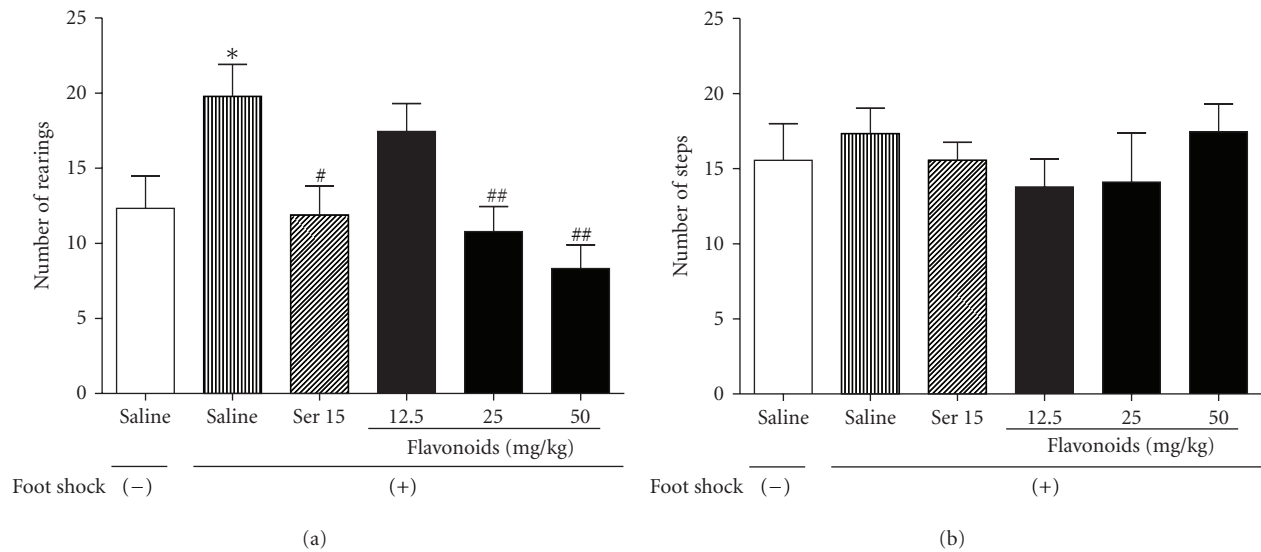 25
20
15
10
5
0
Number of rearings
*
#
##
##
Saline
Saline
Ser 15
12.5
25
50
Flavonoids (mg/kg)
Foot shock (−) (+)
(a)
25
20
15
10
5
0
Number of steps
Saline
Saline
Ser 15
12.5
25
50
Flavonoids (mg/kg)
Foot shock (−) (+)
(b)